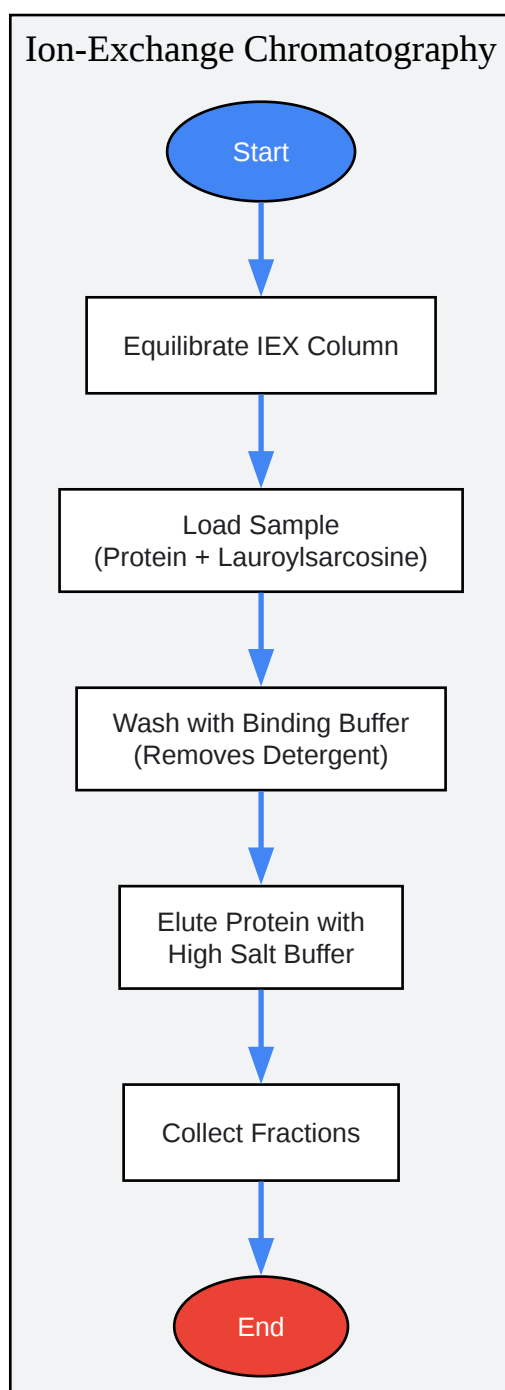 Ion-Exchange Chromatography
Start
Equilibrate IEX Column
Load Sample
(Protein + Lauroylsarcosine)
Wash with Binding Buffer
(Removes Detergent)
Elute Protein with
High Salt Buffer
Collect Fractions
End